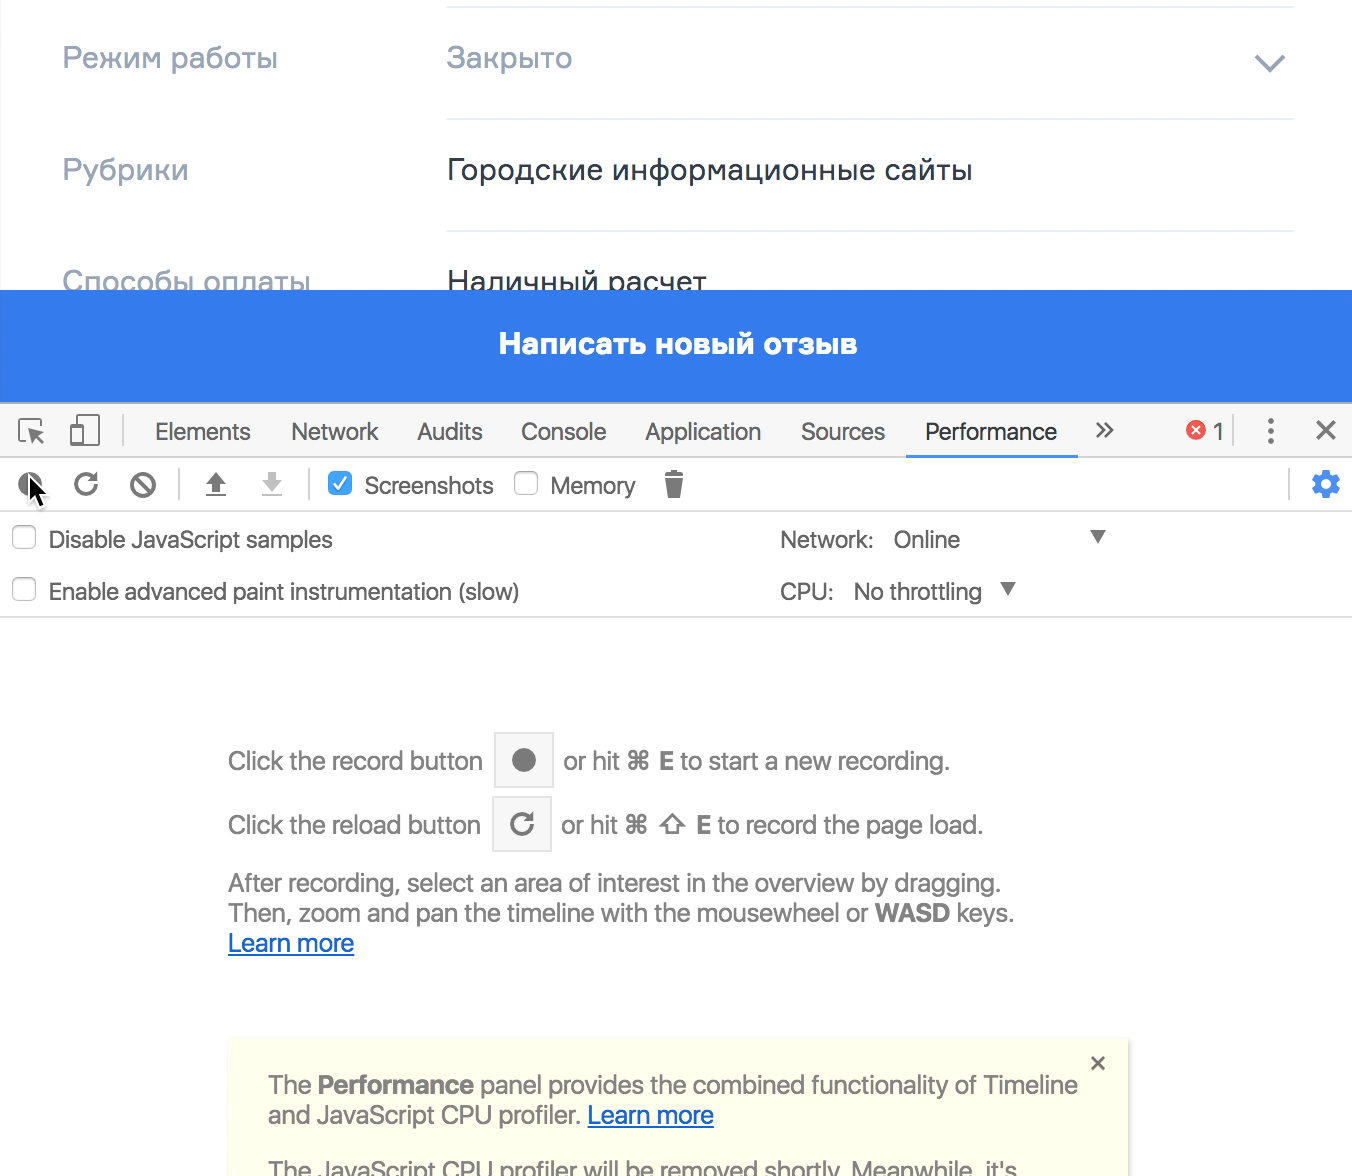 Режим работы Закрыто
Рубрики Городские информационные сайты
Способы оплаты Наличный расчет
Написать новый отзыв
Elements Network Audits Console Application Sources Performance 1
Screenshots Memory
Disable JavaScript samples Network: Online
Enable advanced paint instrumentation (slow) CPU: No throttling
Click the record button or hit ⌘ E to start a new recording.
Click the reload button or hit ⌘ ⇧ E to record the page load.
After recording, select an area of interest in the overview by dragging.
Then, zoom and pan the timeline with the mousewheel or WASD keys.
Learn more
The Performance panel provides the combined functionality of Timeline
and JavaScript CPU profiler. Learn more
The JavaScript CPU profiler will be removed shortly. Meanwhile, it's